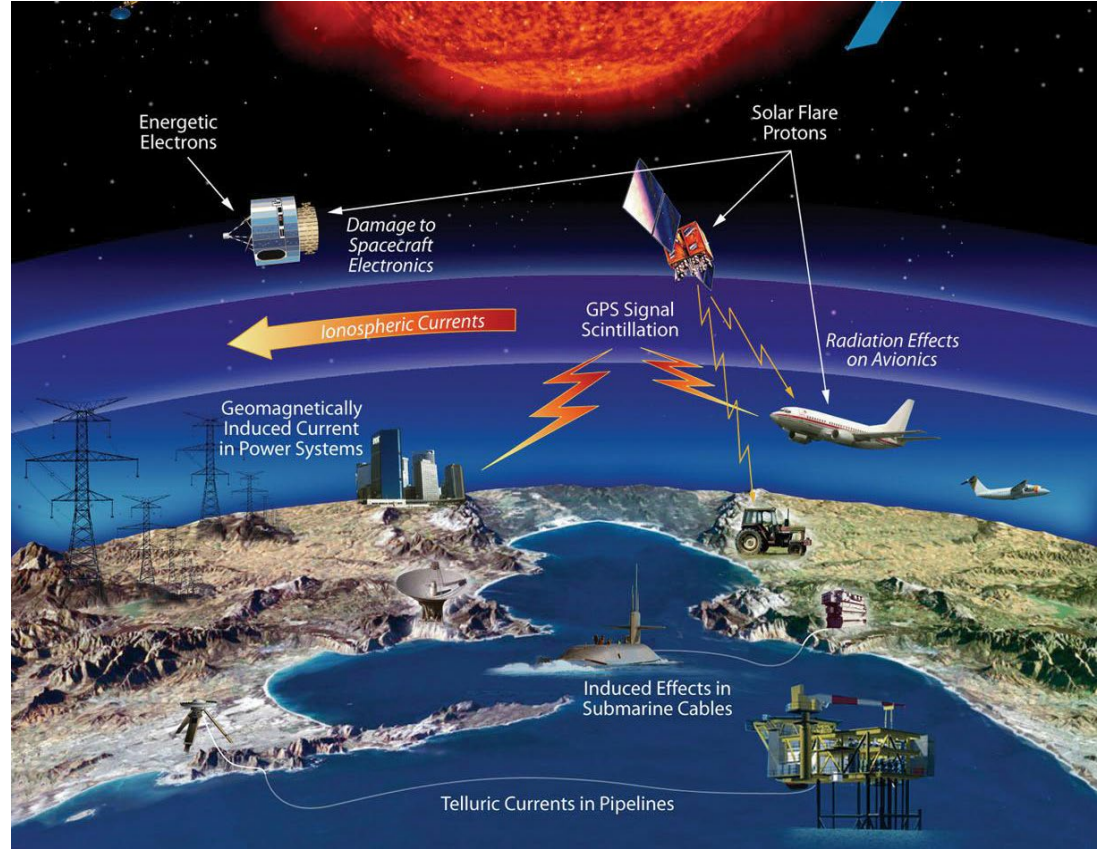 Energetic
Electrons
Solar Flare
Protons
Damage to
Spacecraft
Electronics
Ionospheric Currents
GPS Signal
Scintillation
Radiation Effects
on Avionics
Geomagnetically
Induced Current
in Power Systems
Induced Effects in
Submarine Cables
Telluric Currents in Pipelines